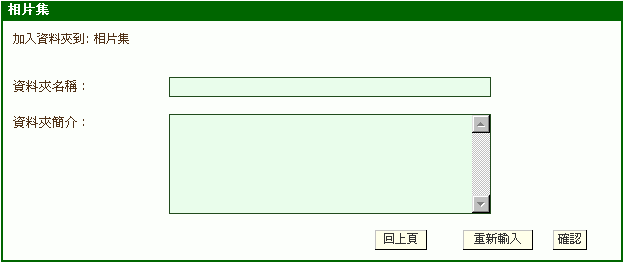 相片集
加入資料夾到: 相片集
資料夾名稱：
資料夾簡介：
回上頁 重新輸入 確認